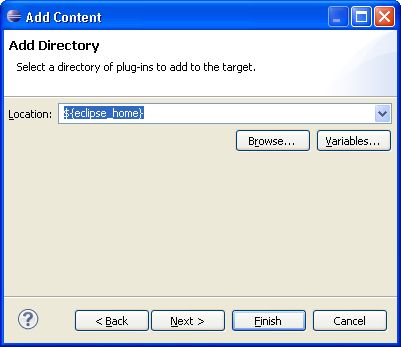 Add Content
Add Directory
Select a directory of plug-ins to add to the target.
Location: ${eclipse_home}
Browse... Variables...
? < Back Next > Finish Cancel